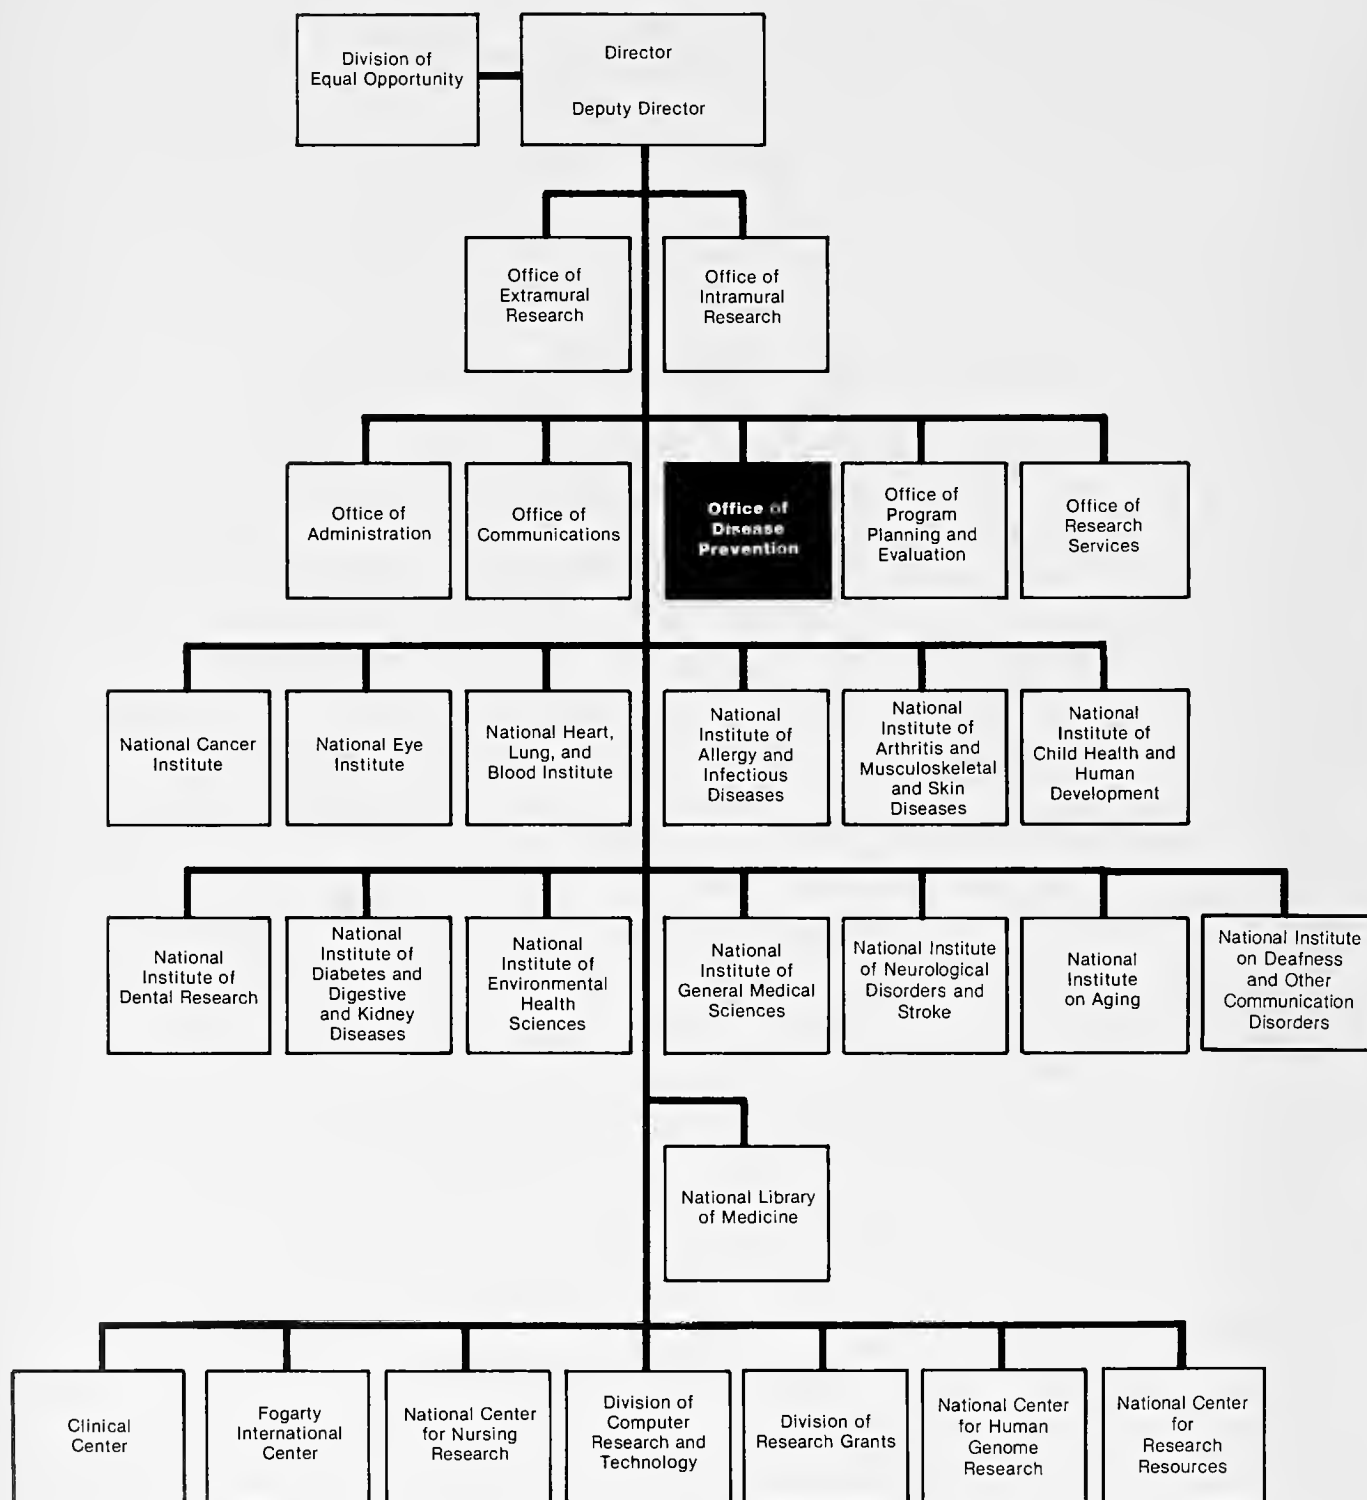 Division of
Equal Opportunity
Director
Deputy Director
Office of
Extramural
Research
Office of
Intramural
Research
Office of
Administration
Office of
Communications
Office of
Disease
Prevention
Office of
Program
Planning and
Evaluation
Office of
Research
Services
National Cancer
Institute
National Eye
Institute
National Heart,
Lung, and
Blood Institute
National
Institute of
Allergy and
Infectious
Diseases
National
Institute of
Arthritis and
Musculoskeletal
and Skin
Diseases
National
Institute of
Child Health and
Human
Development
National
Institute of
Dental Research
National
Institute of
Diabetes and
Digestive
and Kidney
Diseases
National
Institute of
Environmental
Health
Sciences
National
Institute of
General Medical
Sciences
National Institute
of Neurological
Disorders and
Stroke
National
Institute
on Aging
National Institute
on Deafness
and Other
Communication
Disorders
National Library
of Medicine
Clinical
Center
Fogarty
International
Center
National Center
for Nursing
Research
Division of
Computer
Research and
Technology
Division of
Research Grants
National Center
for Human
Genome
Research
National Center
for
Research
Resources